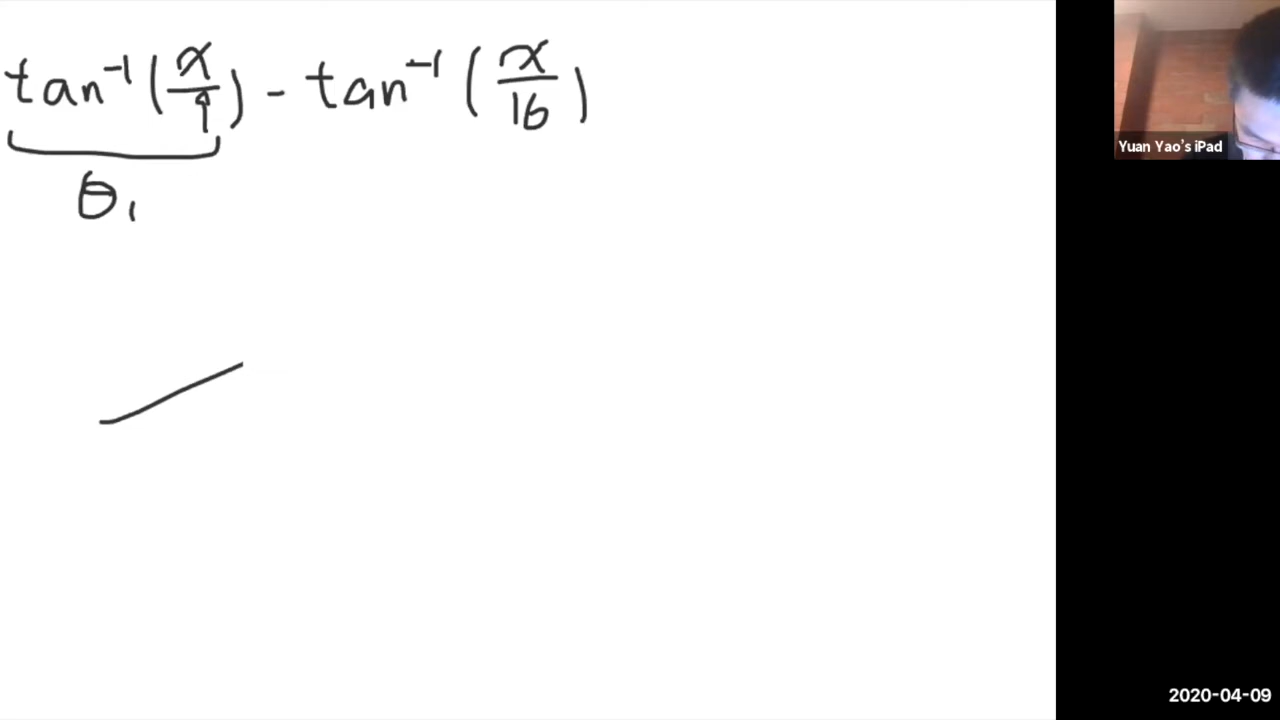 tan⁻¹(x/9) - tan⁻¹(x/16)
θ₁
Yuan Yao's iPad
2020-04-09